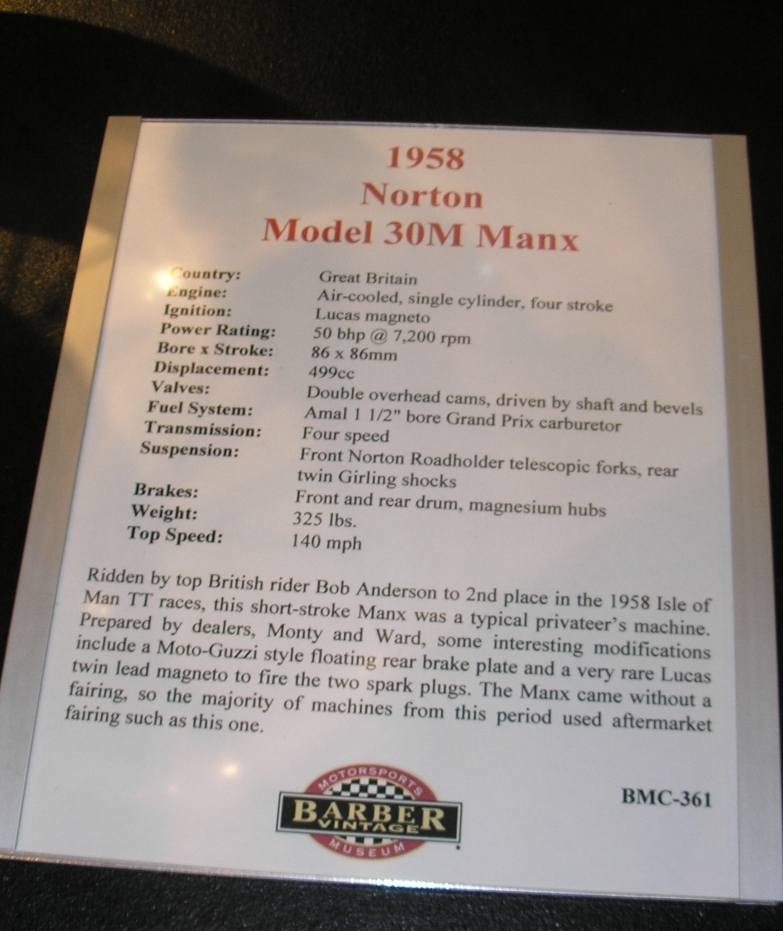 1958
Norton
Model 30M Manx
Country: Great Britain
Engine: Air-cooled, single cylinder, four stroke
Ignition: Lucas magneto
Power Rating: 50 bhp @ 7,200 rpm
Bore x Stroke: 86 x 86mm
Displacement: 499cc
Valves: Double overhead cams, driven by shaft and bevels
Fuel System: Amal 1 1/2" bore Grand Prix carburetor
Transmission: Four speed
Suspension: Front Norton Roadholder telescopic forks, rear
twin Girling shocks
Brakes: Front and rear drum, magnesium hubs
Weight: 325 lbs.
Top Speed: 140 mph
Ridden by top British rider Bob Anderson to 2nd place in the 1958 Isle of
Man TT races, this short-stroke Manx was a typical privateer's machine.
Prepared by dealers, Monty and Ward, some interesting modifications
include a Moto-Guzzi style floating rear brake plate and a very rare Lucas
twin lead magneto to fire the two spark plugs. The Manx came without a
fairing, so the majority of machines from this period used aftermarket
fairing such as this one.
MOTORSPORTS
BARBER
VINTAGE
MUSEUM
BMC-361